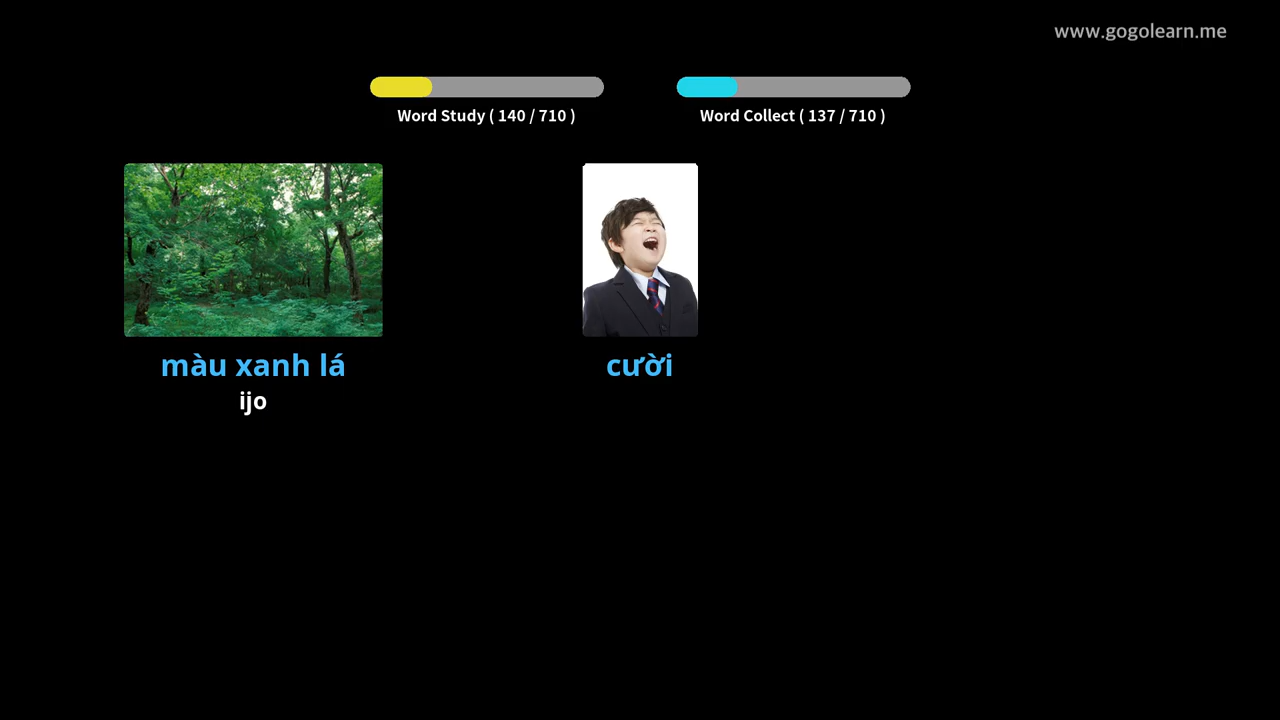 www.gogolearn.me
Word Study ( 140 / 710 )
Word Collect ( 137 / 710 )
màu xanh lá
ijo
cười